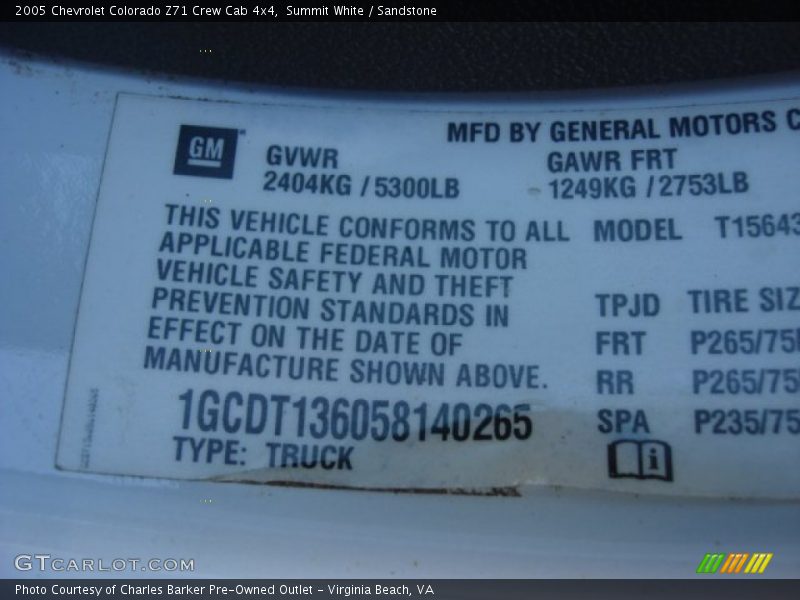 2005 Chevrolet Colorado Z71 Crew Cab 4x4, Summit White / Sandstone
MFD BY GENERAL MOTORS C
GM
GVWR
GAWR FRT
2404KG / 5300LB
1249KG / 2753LB
THIS VEHICLE CONFORMS TO ALL
APPLICABLE FEDERAL MOTOR
VEHICLE SAFETY AND THEFT
PREVENTION STANDARDS IN
EFFECT ON THE DATE OF
MANUFACTURE SHOWN ABOVE.
MODEL T15643
TPJD TIRE SIZ
FRT P265/75
RR P265/75
SPA P235/75
1GCDT136058140265
TYPE: TRUCK
GTCARLOT.COM
Photo Courtesy of Charles Barker Pre-Owned Outlet - Virginia Beach, VA